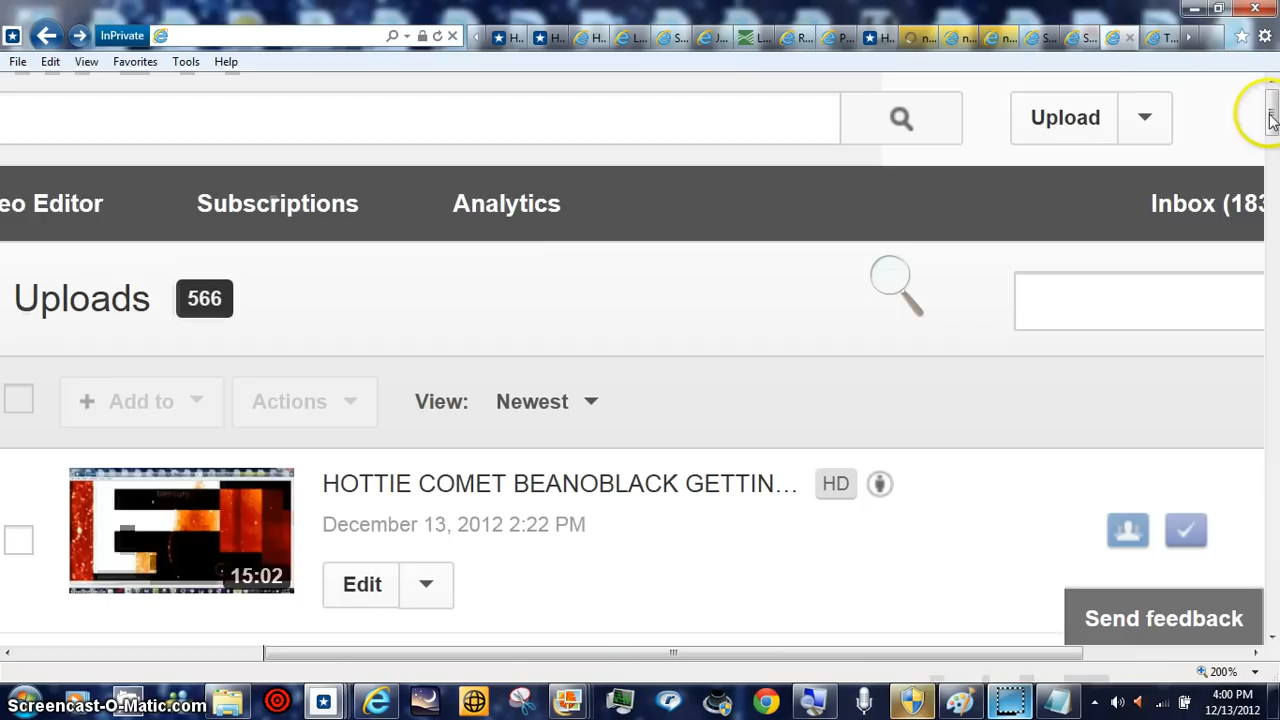 InPrivate
H... H... H... L... S... J... L... R... P... H... n... n... n... S... S... T...
File Edit View Favorites Tools Help
Upload
eo Editor Subscriptions Analytics Inbox (183
Uploads 566
+ Add to Actions View: Newest
HOTTIE COMET BEANOBLACK GETTIN... HD
December 13, 2012 2:22 PM
15:02
Edit
Send feedback
200%
Screencast-O-Matic.com
4:00 PM
12/13/2012